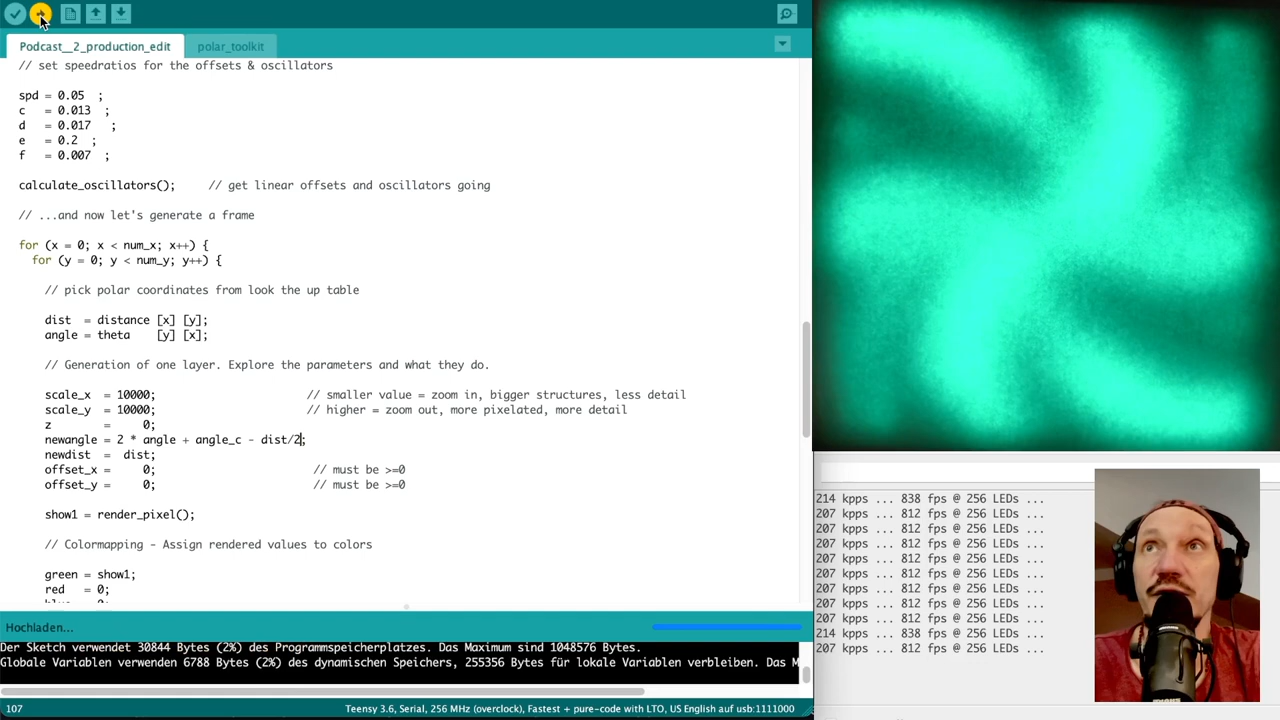 Podcast__2_production_edit
polar_toolkit
// set speedratios for the offsets & oscillators
spd = 0.05 ;
c = 0.013 ;
d = 0.017 ;
e = 0.2 ;
f = 0.007 ;
calculate_oscillators(); // get linear offsets and oscillators going
// ...and now let's generate a frame
for (x = 0; x < num_x; x++) {
for (y = 0; y < num_y; y++) {
// pick polar coordinates from look the up table
dist = distance [x] [y];
angle = theta [y] [x];
// Generation of one layer. Explore the parameters and what they do.
scale_x = 10000; // smaller value = zoom in, bigger structures, less detail
scale_y = 10000; // higher = zoom out, more pixelated, more detail
z = 0;
newangle = 2 * angle + angle_c - dist/2;
newdist = dist;
offset_x = 0; // must be >=0
offset_y = 0; // must be >=0
show1 = render_pixel();
// Colormapping - Assign rendered values to colors
green = show1;
red = 0;
Hochladen...
Der Sketch verwendet 30844 Bytes (2%) des Programmspeicherplatzes. Das Maximum sind 1048576 Bytes.
Globale Variablen verwenden 6788 Bytes (2%) des dynamischen Speichers, 255356 Bytes für lokale Variablen verbleiben. Das M
107
Teensy 3.6, Serial, 256 MHz (overclock), Fastest + pure-code with LTO, US English auf usb:1111000
214 kpps ... 838 fps @ 256 LEDs ...
207 kpps ... 812 fps @ 256 LEDs ...
207 kpps ... 812 fps @ 256 LEDs ...
207 kpps ... 812 fps @ 256 LEDs ...
207 kpps ... 812 fps @ 256 LEDs ...
207 kpps ... 812 fps @ 256 LEDs ...
207 kpps ... 812 fps @ 256 LEDs ...
207 kpps ... 812 fps @ 256 LEDs ...
207 kpps ... 812 fps @ 256 LEDs ...
214 kpps ... 838 fps @ 256 LEDs ...
207 kpps ... 812 fps @ 256 LEDs ...